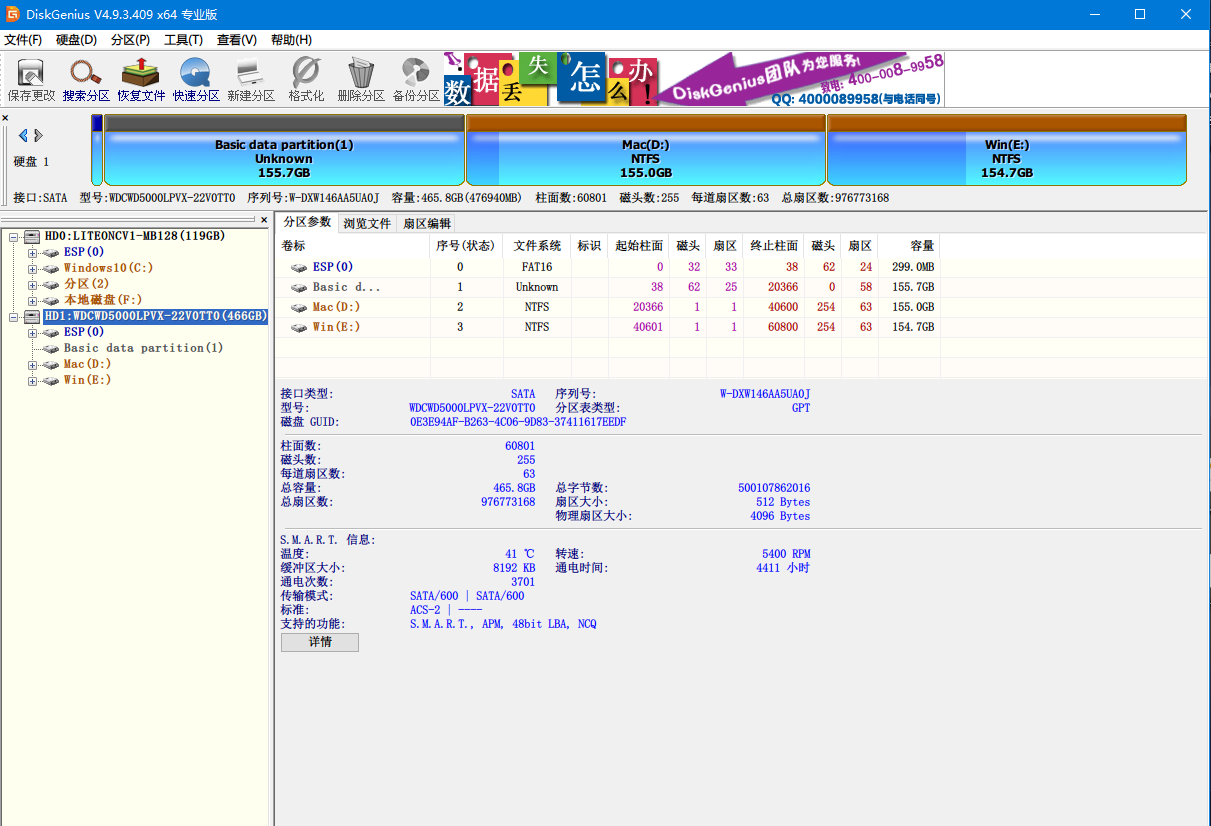 DiskGenius V4.9.3.409 x64 专业版
文件(F) 硬盘(D) 分区(P) 工具(T) 查看(V) 帮助(H)
保存更改 搜索分区 恢复文件 快速分区 新建分区 格式化 删除分区 备份分区
数据丢失怎么办!
DiskGenius团队为您服务!
致电: 400-008-9958
QQ: 4000089958(与电话同号)
硬盘 1
Basic data partition(1)
Unknown
155.7GB
Mac(D:)
NTFS
155.0GB
Win(E:)
NTFS
154.7GB
接口:SATA 型号:WDCWD5000LPVX-22V0TT0 序列号:W-DXW146AA5UA0J 容量:465.8GB(476940MB) 柱面数:60801 磁头数:255 每道扇区数:63 总扇区数:976773168
HD0:LITEONCV1-MB128(119GB)
ESP(0)
Windows10(C:)
分区(2)
本地磁盘(F:)
HD1:WDCWD5000LPVX-22V0TT0(466GB)
ESP(0)
Basic data partition(1)
Mac(D:)
Win(E:)
分区参数 浏览文件 扇区编辑
卷标 序号(状态) 文件系统 标识 起始柱面 磁头 扇区 终止柱面 磁头 扇区 容量
ESP(0) 0 FAT16 0 32 33 38 62 24 299.0MB
Basic d... 1 Unknown 38 62 25 20366 0 58 155.7GB
Mac(D:) 2 NTFS 20366 1 1 40600 254 63 155.0GB
Win(E:) 3 NTFS 40601 1 1 60800 254 63 154.7GB
接口类型: SATA 序列号: W-DXW146AA5UA0J
型号: WDCWD5000LPVX-22V0TT0 分区表类型: GPT
磁盘 GUID: 0E3E94AF-B263-4C06-9D83-37411617EEDF
柱面数: 60801
磁头数: 255
每道扇区数: 63
总容量: 465.8GB 总字节数: 500107862016
总扇区数: 976773168 扇区大小: 512 Bytes
物理扇区大小: 4096 Bytes
S.M.A.R.T. 信息:
温度: 41 ℃ 转速: 5400 RPM
缓冲区大小: 8192 KB 通电时间: 4411 小时
通电次数: 3701
传输模式: SATA/600 | SATA/600
标准: ACS-2 | ----
支持的功能: S.M.A.R.T., APM, 48bit LBA, NCQ
详情